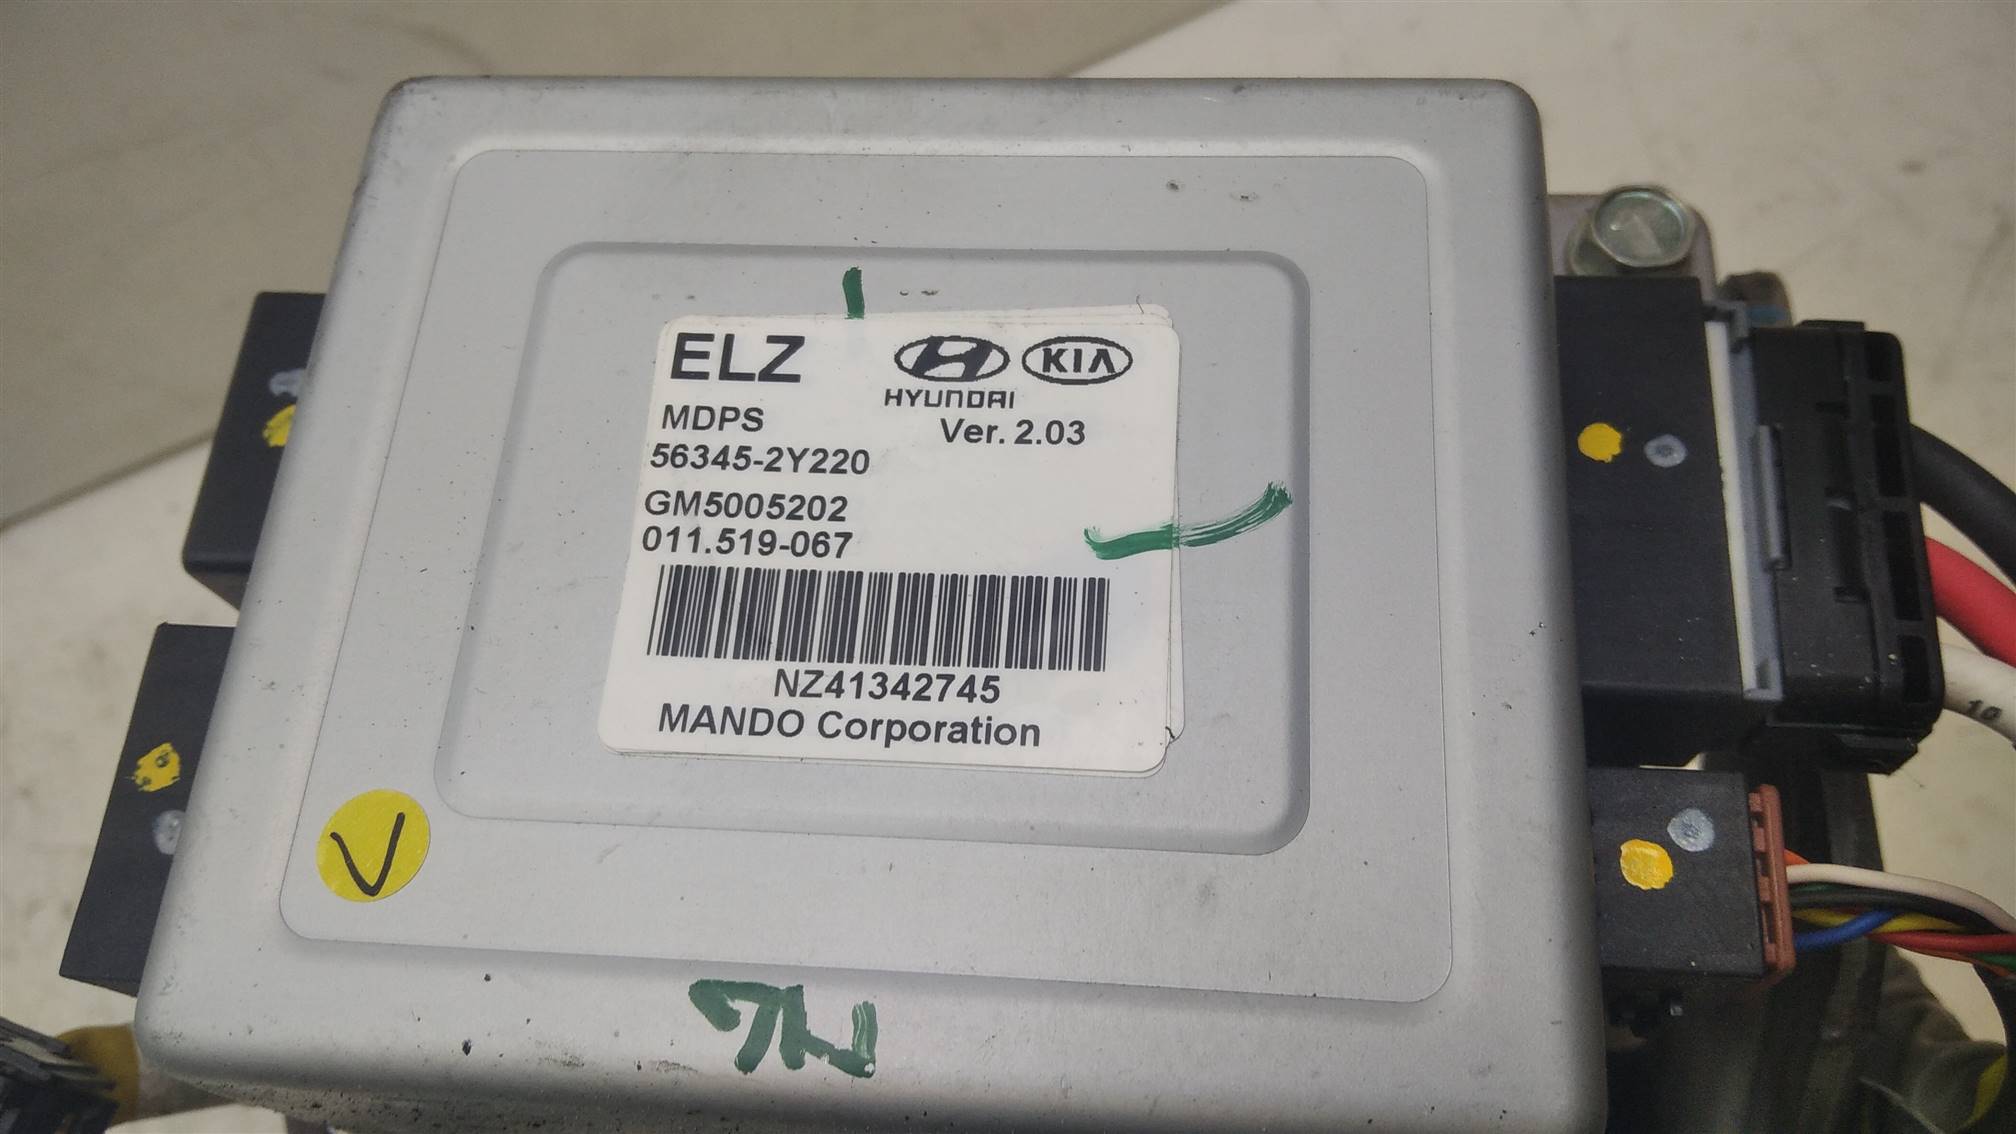 ELZ
HYUNDAI
KIA
MDPS
Ver. 2.03
56345-2Y220
GM5005202
011.519-067
NZ41342745
MANDO Corporation
V